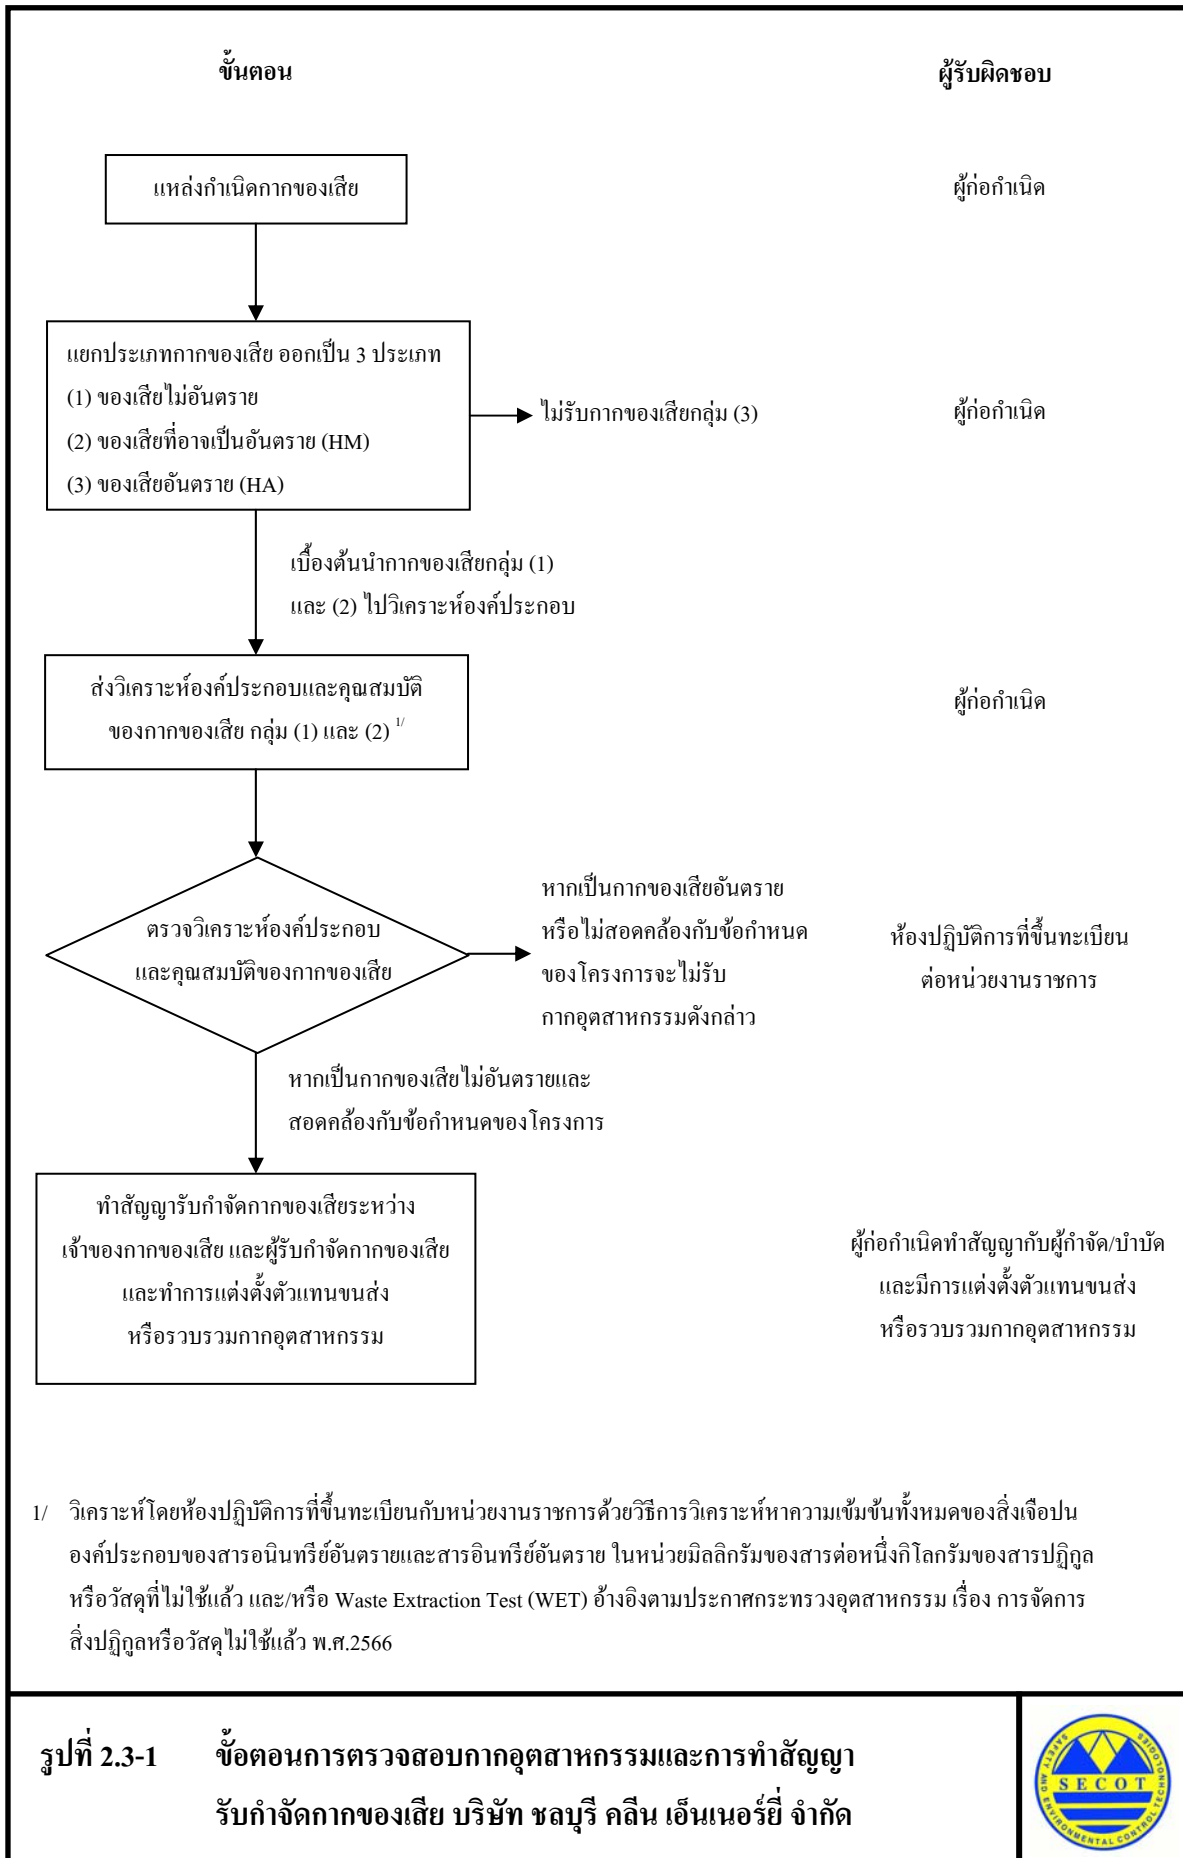 ขั้นตอน
ผู้รับผิดชอบ
แหล่งกำเนิดกากของเสีย
ผู้ก่อกำเนิด
แยกประเภทกากของเสีย ออกเป็น 3 ประเภท
(1) ของเสียไม่อันตราย
(2) ของเสียที่อาจเป็นอันตราย (HM)
(3) ของเสียอันตราย (HA)
ไม่รับกากของเสียกลุ่ม (3)
ผู้ก่อกำเนิด
เบื้องต้นนำกากของเสียกลุ่ม (1)
และ (2) ไปวิเคราะห์องค์ประกอบ
ส่งวิเคราะห์องค์ประกอบและคุณสมบัติ
ของกากของเสีย กลุ่ม (1) และ (2) 1/
ผู้ก่อกำเนิด
ตรวจวิเคราะห์องค์ประกอบ
และคุณสมบัติของกากของเสีย
หากเป็นกากของเสียอันตราย
หรือไม่สอดคล้องกับข้อกำหนด
ของโครงการจะไม่รับ
กากอุตสาหกรรมดังกล่าว
ห้องปฏิบัติการที่ขึ้นทะเบียน
ต่อหน่วยงานราชการ
หากเป็นกากของเสียไม่อันตรายและ
สอดคล้องกับข้อกำหนดของโครงการ
ทำสัญญารับกำจัดกากของเสียระหว่าง
เจ้าของกากของเสีย และผู้รับกำจัดกากของเสีย
และทำการแต่งตั้งตัวแทนขนส่ง
หรือรวบรวมกากอุตสาหกรรม
ผู้ก่อกำเนิดทำสัญญากับผู้กำจัด/บำบัด
และมีการแต่งตั้งตัวแทนขนส่ง
หรือรวบรวมกากอุตสาหกรรม
1/ วิเคราะห์โดยห้องปฏิบัติการที่ขึ้นทะเบียนกับหน่วยงานราชการด้วยวิธีการวิเคราะห์หาความเข้มข้นทั้งหมดของสิ่งเจือปน
องค์ประกอบของสารอนินทรีย์อันตรายและสารอินทรีย์อันตราย ในหน่วยมิลลิกรัมของสารต่อหนึ่งกิโลกรัมของสารปฏิกูล
หรือวัสดุที่ไม่ใช้แล้ว และ/หรือ Waste Extraction Test (WET) อ้างอิงตามประกาศกระทรวงอุตสาหกรรม เรื่อง การจัดการ
สิ่งปฏิกูลหรือวัสดุไม่ใช้แล้ว พ.ศ.2566
รูปที่ 2.3-1 ขั้อตอนการตรวจสอบกากอุตสาหกรรมและการทำสัญญา
รับกำจัดกากของเสีย บริษัท ชลบุรี คลีน เอ็นเนอร์ยี่ จำกัด
SECOT
SAFETY AND ENVIRONMENTAL CONTROL TECHNOLOGIES